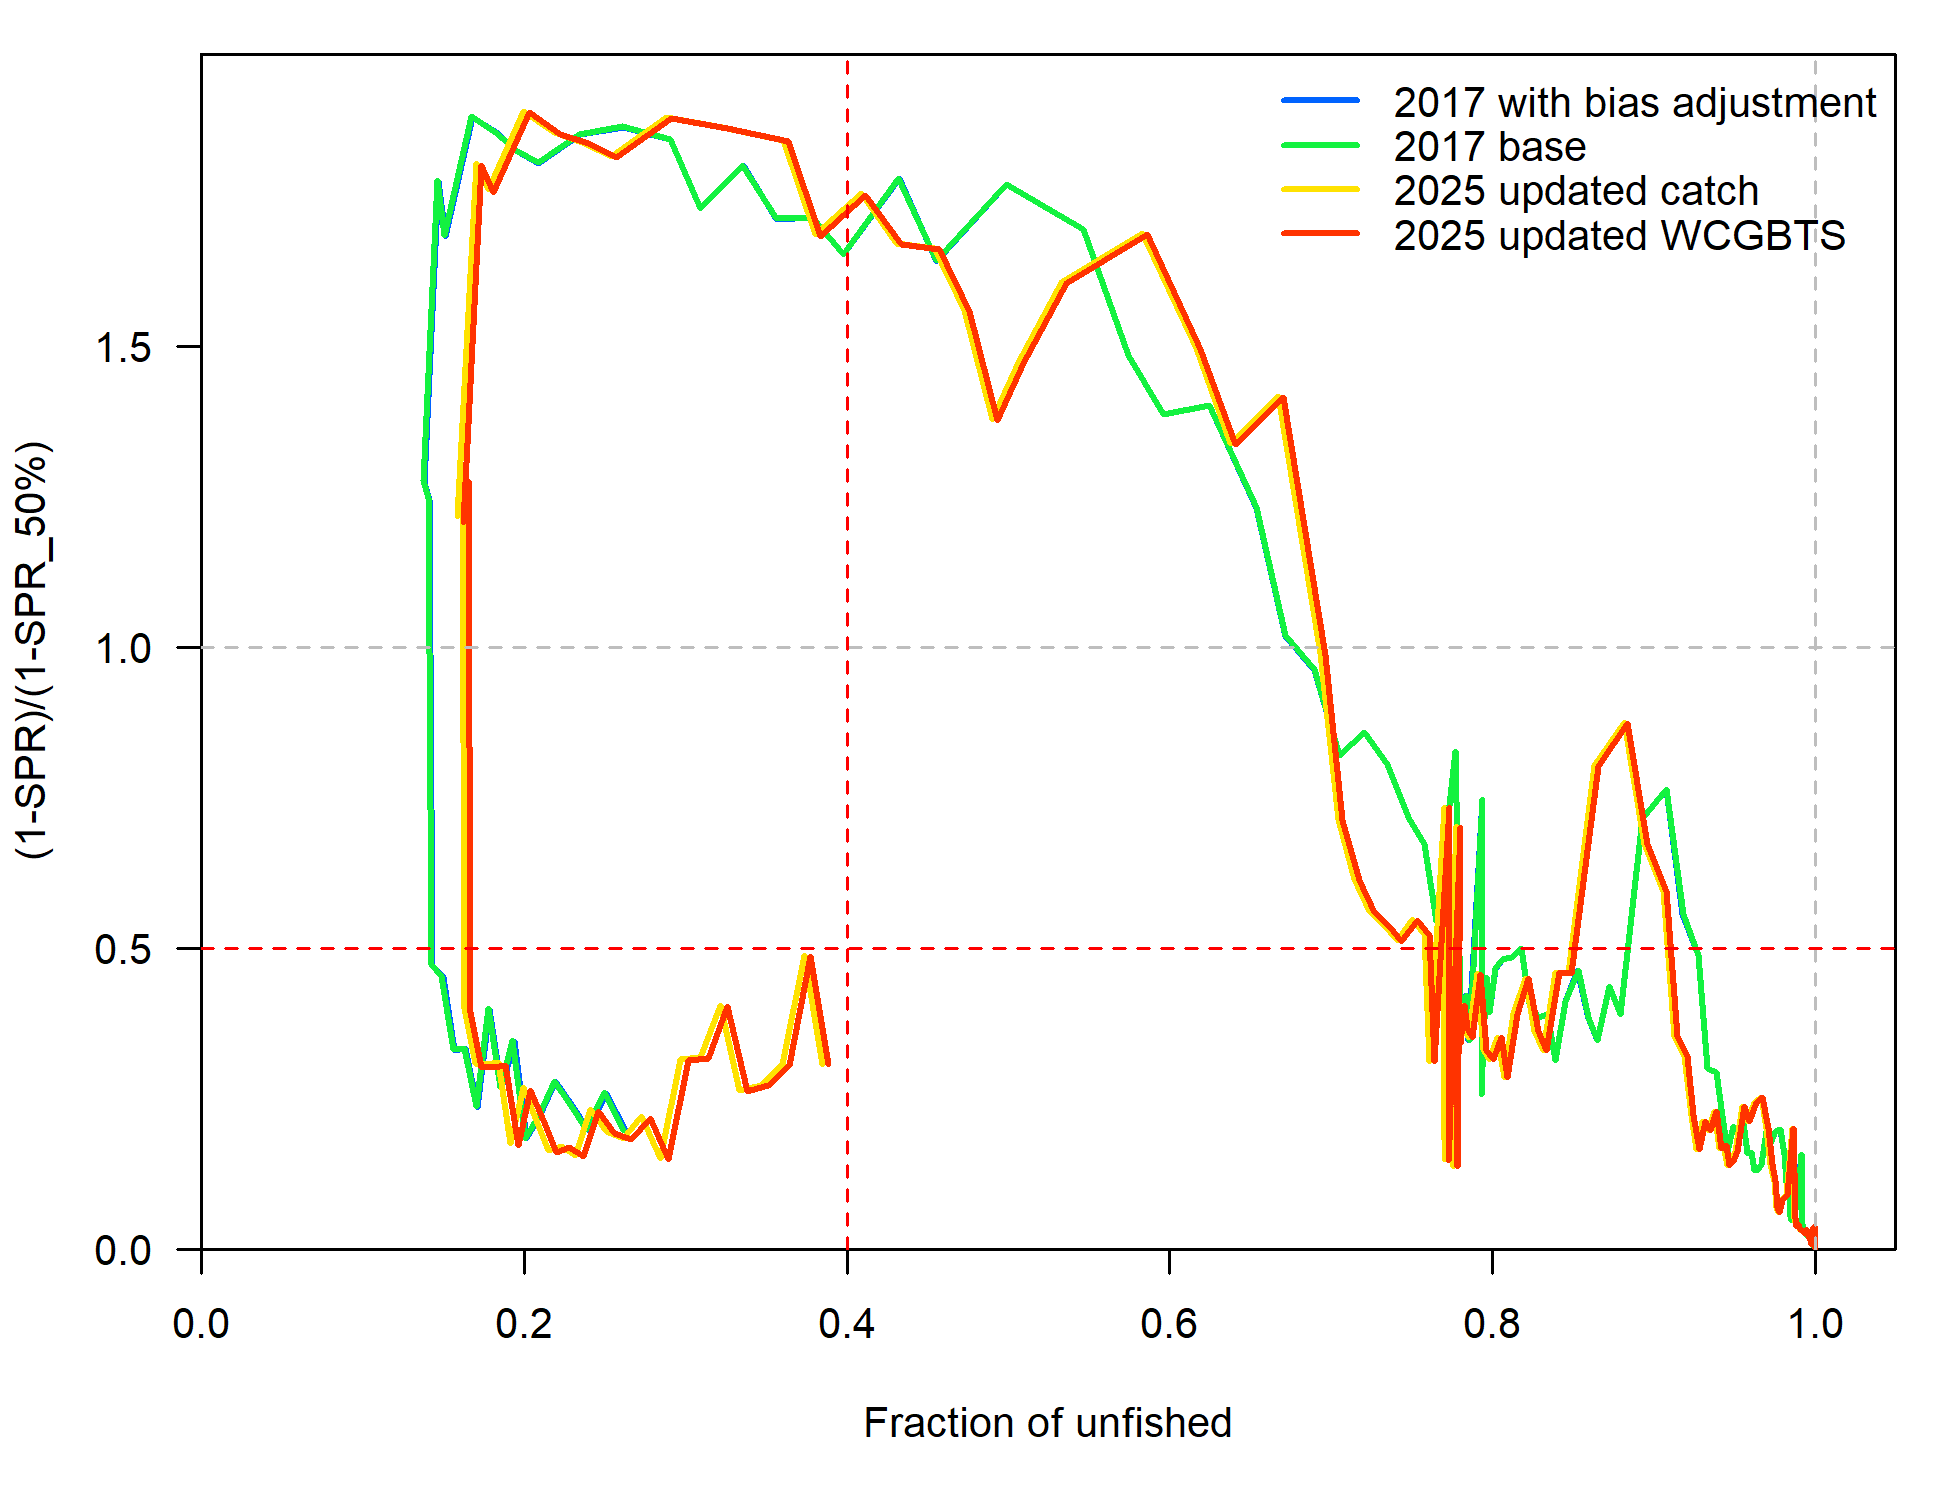 2017 with bias adjustment
2017 base
2025 updated catch
2025 updated WCGBTS
(1-SPR)/(1-SPR_50%)
1.5
1.0
0.5
0.0
0.0 0.2 0.4 0.6 0.8 1.0
Fraction of unfished